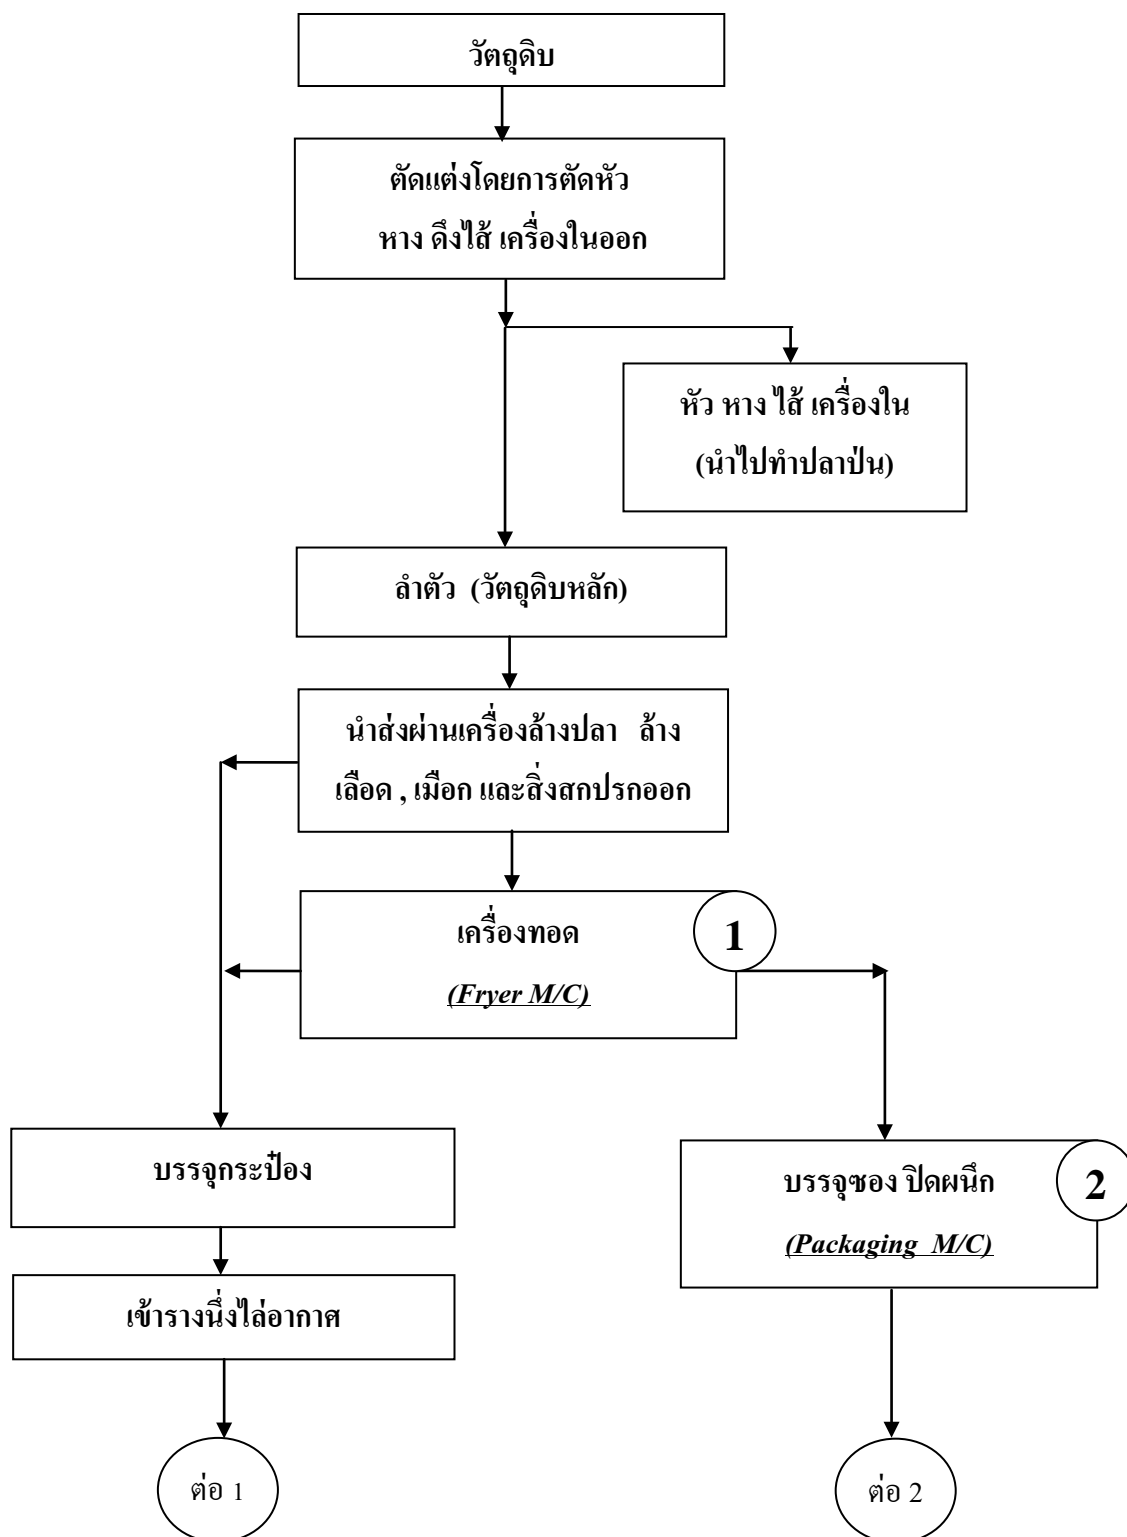 วัตถุดิบ
ตัดแต่งโดยการตัดหัว
หาง ดึงไส้ เครื่องในออก
หัว หาง ไส้ เครื่องใน
(นำไปทำปลาป่น)
ลำตัว (วัตถุดิบหลัก)
นำส่งผ่านเครื่องล้างปลา ล้าง
เลือด , เมือก และสิ่งสกปรกออก
เครื่องทอด
1
(Fryer M/C)
บรรจุกระป๋อง
บรรจุซอง ปิดผนึก
2
(Packaging M/C)
เข้ารางนึ่งไล่อากาศ
ต่อ 1
ต่อ 2